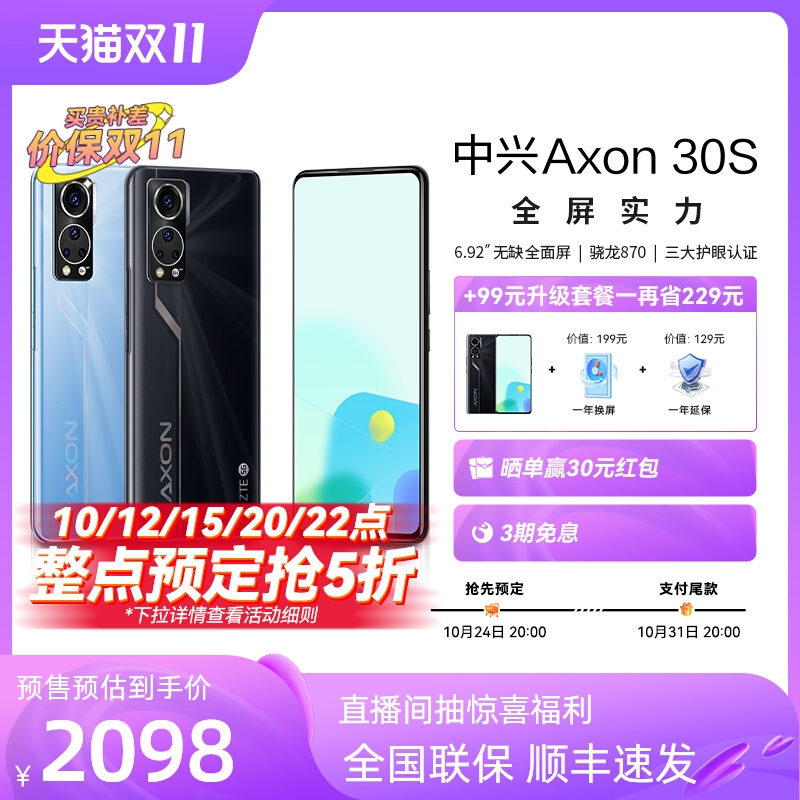 天猫双11
买贵补差
价保双11
中兴Axon 30S
全屏实力
6.92″无缺全面屏 | 骁龙870 | 三大护眼认证
+99元升级套餐一再省229元
价值: 199元
价值: 129元
+
+
一年换屏
一年延保
晒单赢30元红包
3期免息
AXON
AXON
ZTE 5G
10/12/15/20/22点
整点预定抢5折
*下拉详情查看活动细则
抢先预定
支付尾款
10月24日 20:00
10月31日 20:00
预售预估到手价
¥2098
直播间抽惊喜福利
全国联保 顺丰速发